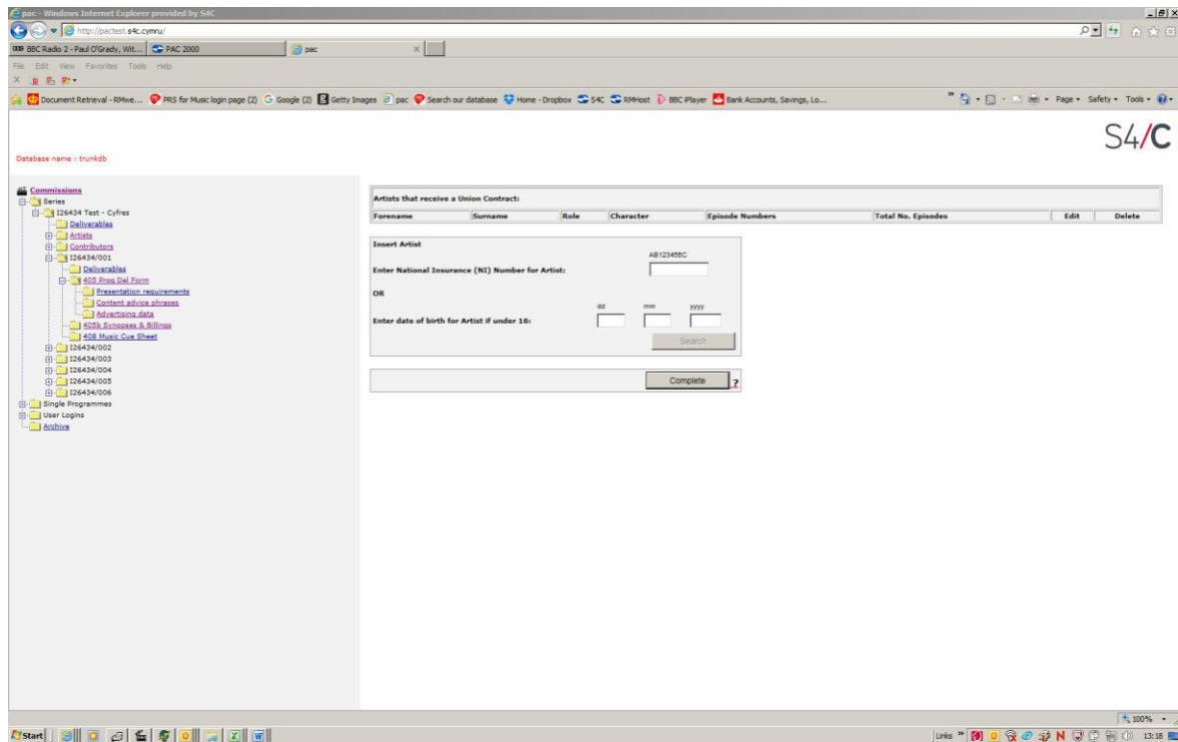 pac - Windows Internet Explorer provided by S4C
http://pactest.s4c.cymru/
BBC Radio 2 - Paul O'Grady, Wit...
PAC 2000
pac
File Edit View Favorites Tools Help
Document Retrieval - RMwe... PRS for Music login page (2) Google (2) Getty Images pac Search our database Home - Dropbox S4C RMHost BBC iPlayer Bank Accounts, Savings, Lo...
Page Safety Tools
S4/C
Database name : trunkdb
Commissions
Series
I26434 Test - Cyfres
Deliverables
Artists
Contributors
I26434/001
Deliverables
405 Prog Del Form
Presentation requirements
Content advice phrases
Advertising data
405b Synopses & Billings
408 Music Cue Sheet
I26434/002
I26434/003
I26434/004
I26434/005
I26434/006
Single Programmes
User Logins
Archive
Artists that receive a Union Contract:
Forename Surname Role Character Episode Numbers Total No. Episodes Edit Delete
Insert Artist
AB123456C
Enter National Insurance (NI) Number for Artist:
OR
dd mm yyyy
Enter date of birth for Artist if under 16:
Search
Complete ?
100%
Start
Links
13:18